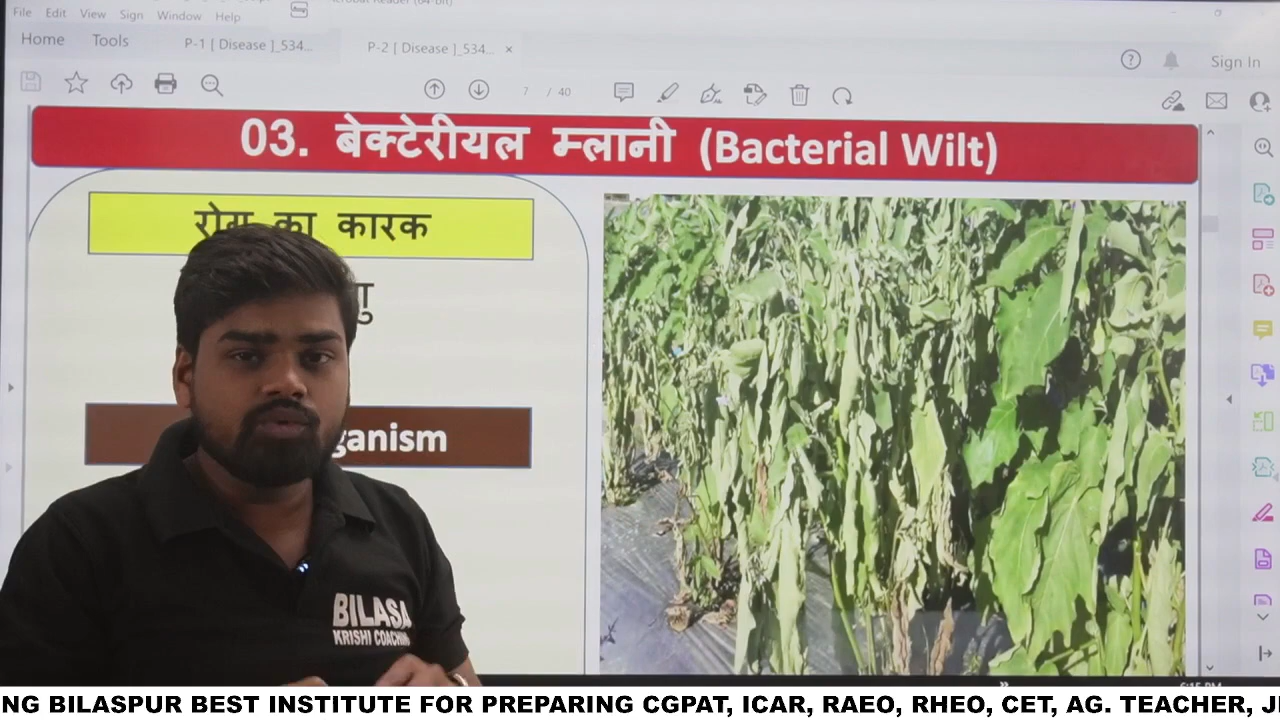 File Edit View Sign Window Help
Home Tools P-1 [ Disease ]_534... P-2 [ Disease ]_534... ×
Sign In
7 / 40
03. बेक्टेरीयल म्लानी (Bacterial Wilt)
रोग का कारक
ganism
BILASA
KRISHI COACHING
NG BILASPUR BEST INSTITUTE FOR PREPARING CGPAT, ICAR, RAEO, RHEO, CET, AG. TEACHER,